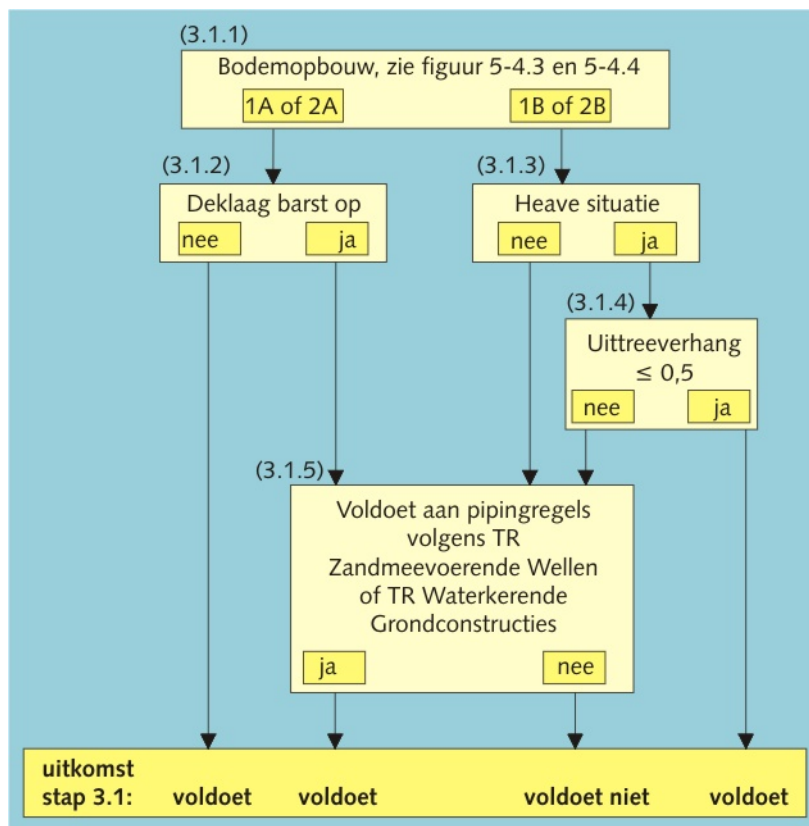 (3.1.1)
Bodemopbouw, zie figuur 5-4.3 en 5-4.4
1A of 2A 1B of 2B
(3.1.2) (3.1.3)
Deklaag barst op Heave situatie
nee ja nee ja
(3.1.4)
Uittreeverhang
≤ 0,5
nee ja
(3.1.5)
Voldoet aan pipingregels
volgens TR
Zandmeevoerende Wellen
of TR Waterkerende
Grondconstructies
ja nee
uitkomst
stap 3.1: voldoet voldoet voldoet niet voldoet